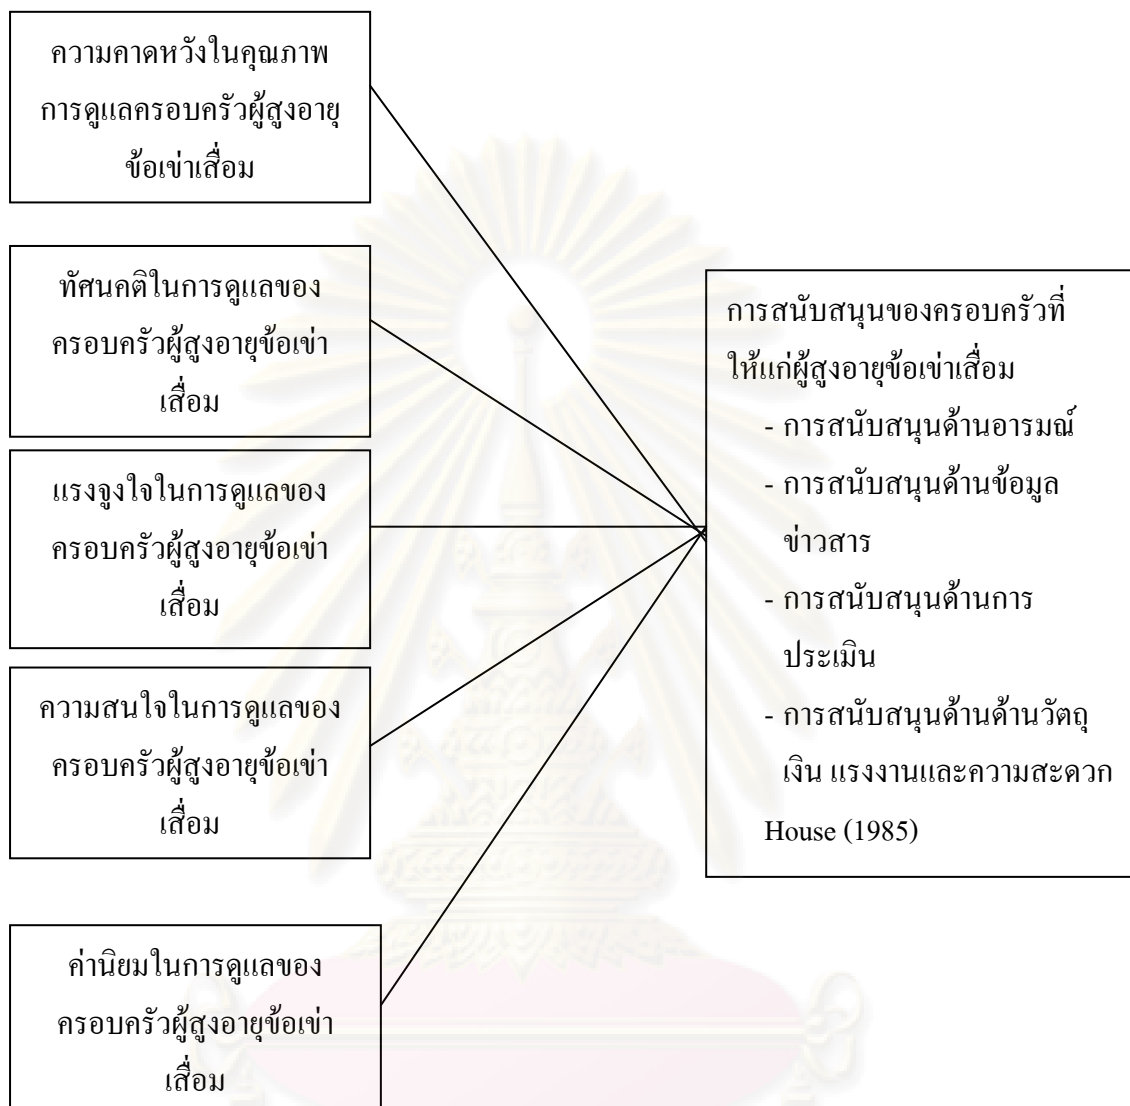 ความคาดหวังในคุณภาพ
การดูแลครอบครัวผู้สูงอายุ
ข้อเข่าเสื่อม
ทัศนคติในการดูแลของ
ครอบครัวผู้สูงอายุข้อเข่า
เสื่อม
แรงจูงใจในการดูแลของ
ครอบครัวผู้สูงอายุข้อเข่า
เสื่อม
ความสนใจในการดูแลของ
ครอบครัวผู้สูงอายุข้อเข่า
เสื่อม
ค่านิยมในการดูแลของ
ครอบครัวผู้สูงอายุข้อเข่า
เสื่อม
การสนับสนุนของครอบครัวที่
ให้แก่ผู้สูงอายุข้อเข่าเสื่อม
- การสนับสนุนด้านอารมณ์
- การสนับสนุนด้านข้อมูล
ข่าวสาร
- การสนับสนุนด้านการ
ประเมิน
- การสนับสนุนด้านด้านวัตถุ
เงิน แรงงานและความสะดวก
House (1985)